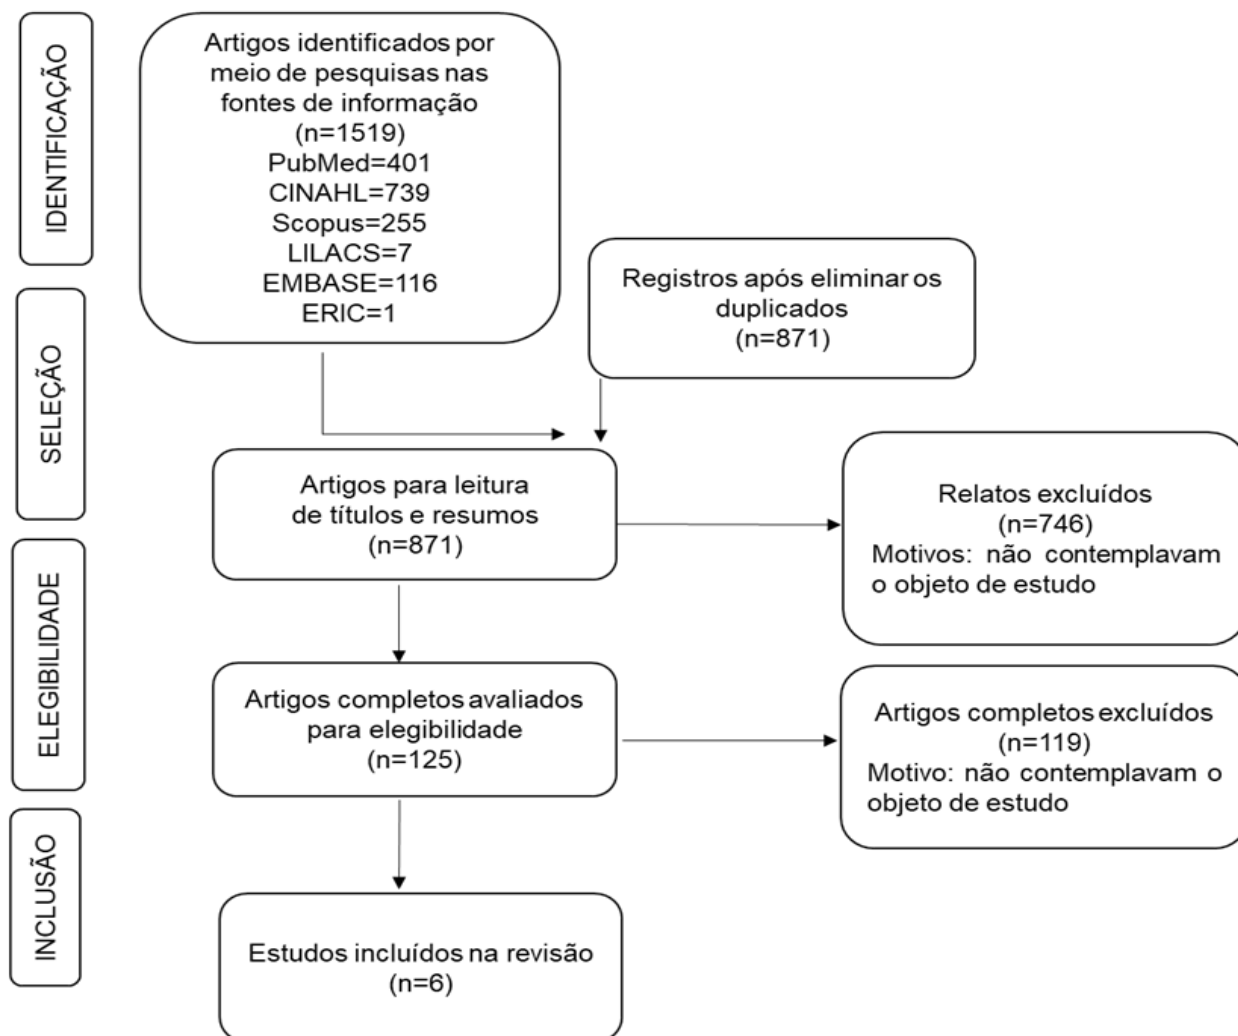 IDENTIFICAÇÃO
Artigos identificados por
meio de pesquisas nas
fontes de informação
(n=1519)
PubMed=401
CINAHL=739
Scopus=255
LILACS=7
EMBASE=116
ERIC=1
Registros após eliminar os
duplicados
(n=871)
SELEÇÃO
Artigos para leitura
de títulos e resumos
(n=871)
Relatos excluídos
(n=746)
Motivos: não contemplavam
o objeto de estudo
ELEGIBILIDADE
Artigos completos avaliados
para elegibilidade
(n=125)
Artigos completos excluídos
(n=119)
Motivo: não contemplavam o
objeto de estudo
INCLUSÃO
Estudos incluídos na revisão
(n=6)